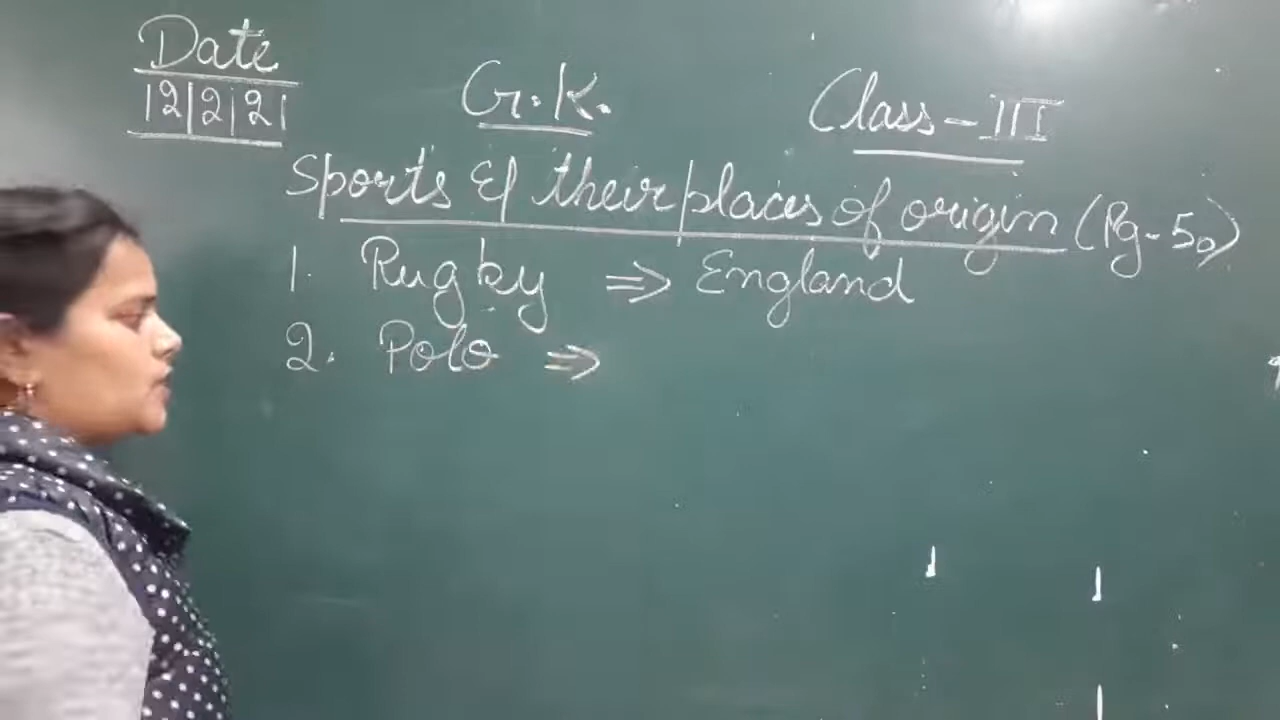 Date
12|2|21
G.K.
Class-III
Sports & their places of origin (Pg-50)
1. Rugby ⇒ England
2. Polo ⇒